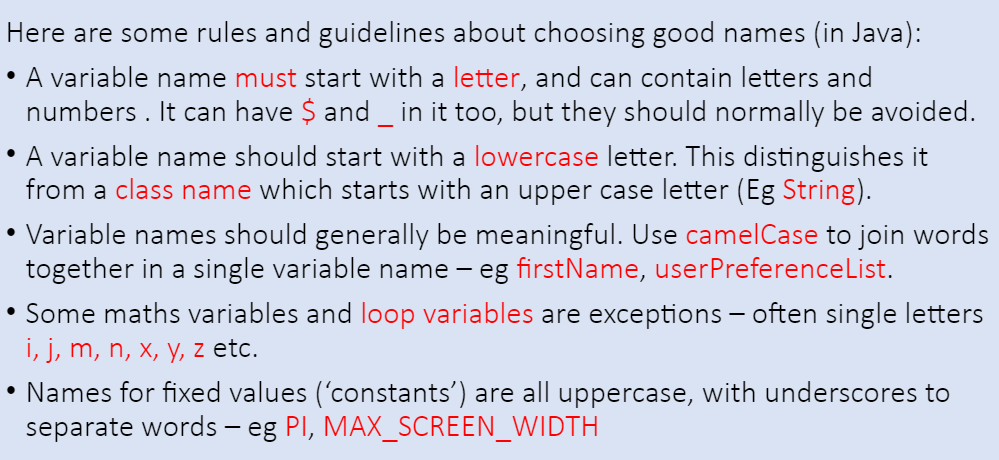 Here are some rules and guidelines about choosing good names (in Java):
• A variable name must start with a letter, and can contain letters and
numbers . It can have $ and _ in it too, but they should normally be avoided.
• A variable name should start with a lowercase letter. This distinguishes it
from a class name which starts with an upper case letter (Eg String).
• Variable names should generally be meaningful. Use camelCase to join words
together in a single variable name – eg firstName, userPreferenceList.
• Some maths variables and loop variables are exceptions – often single letters
i, j, m, n, x, y, z etc.
• Names for fixed values (‘constants’) are all uppercase, with underscores to
separate words – eg PI, MAX_SCREEN_WIDTH